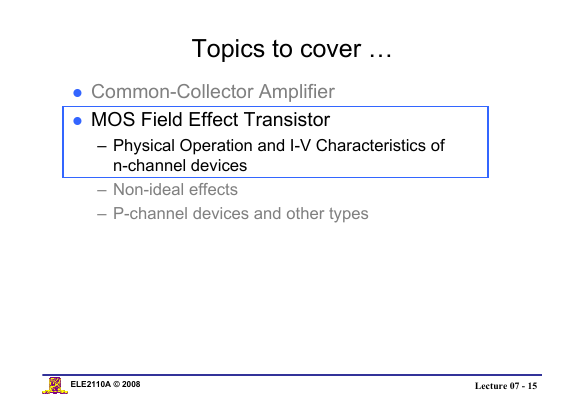 Topics to cover …
● Common-Collector Amplifier
● MOS Field Effect Transistor
– Physical Operation and I-V Characteristics of
n-channel devices
– Non-ideal effects
– P-channel devices and other types
ELE2110A © 2008
Lecture 07 - 15